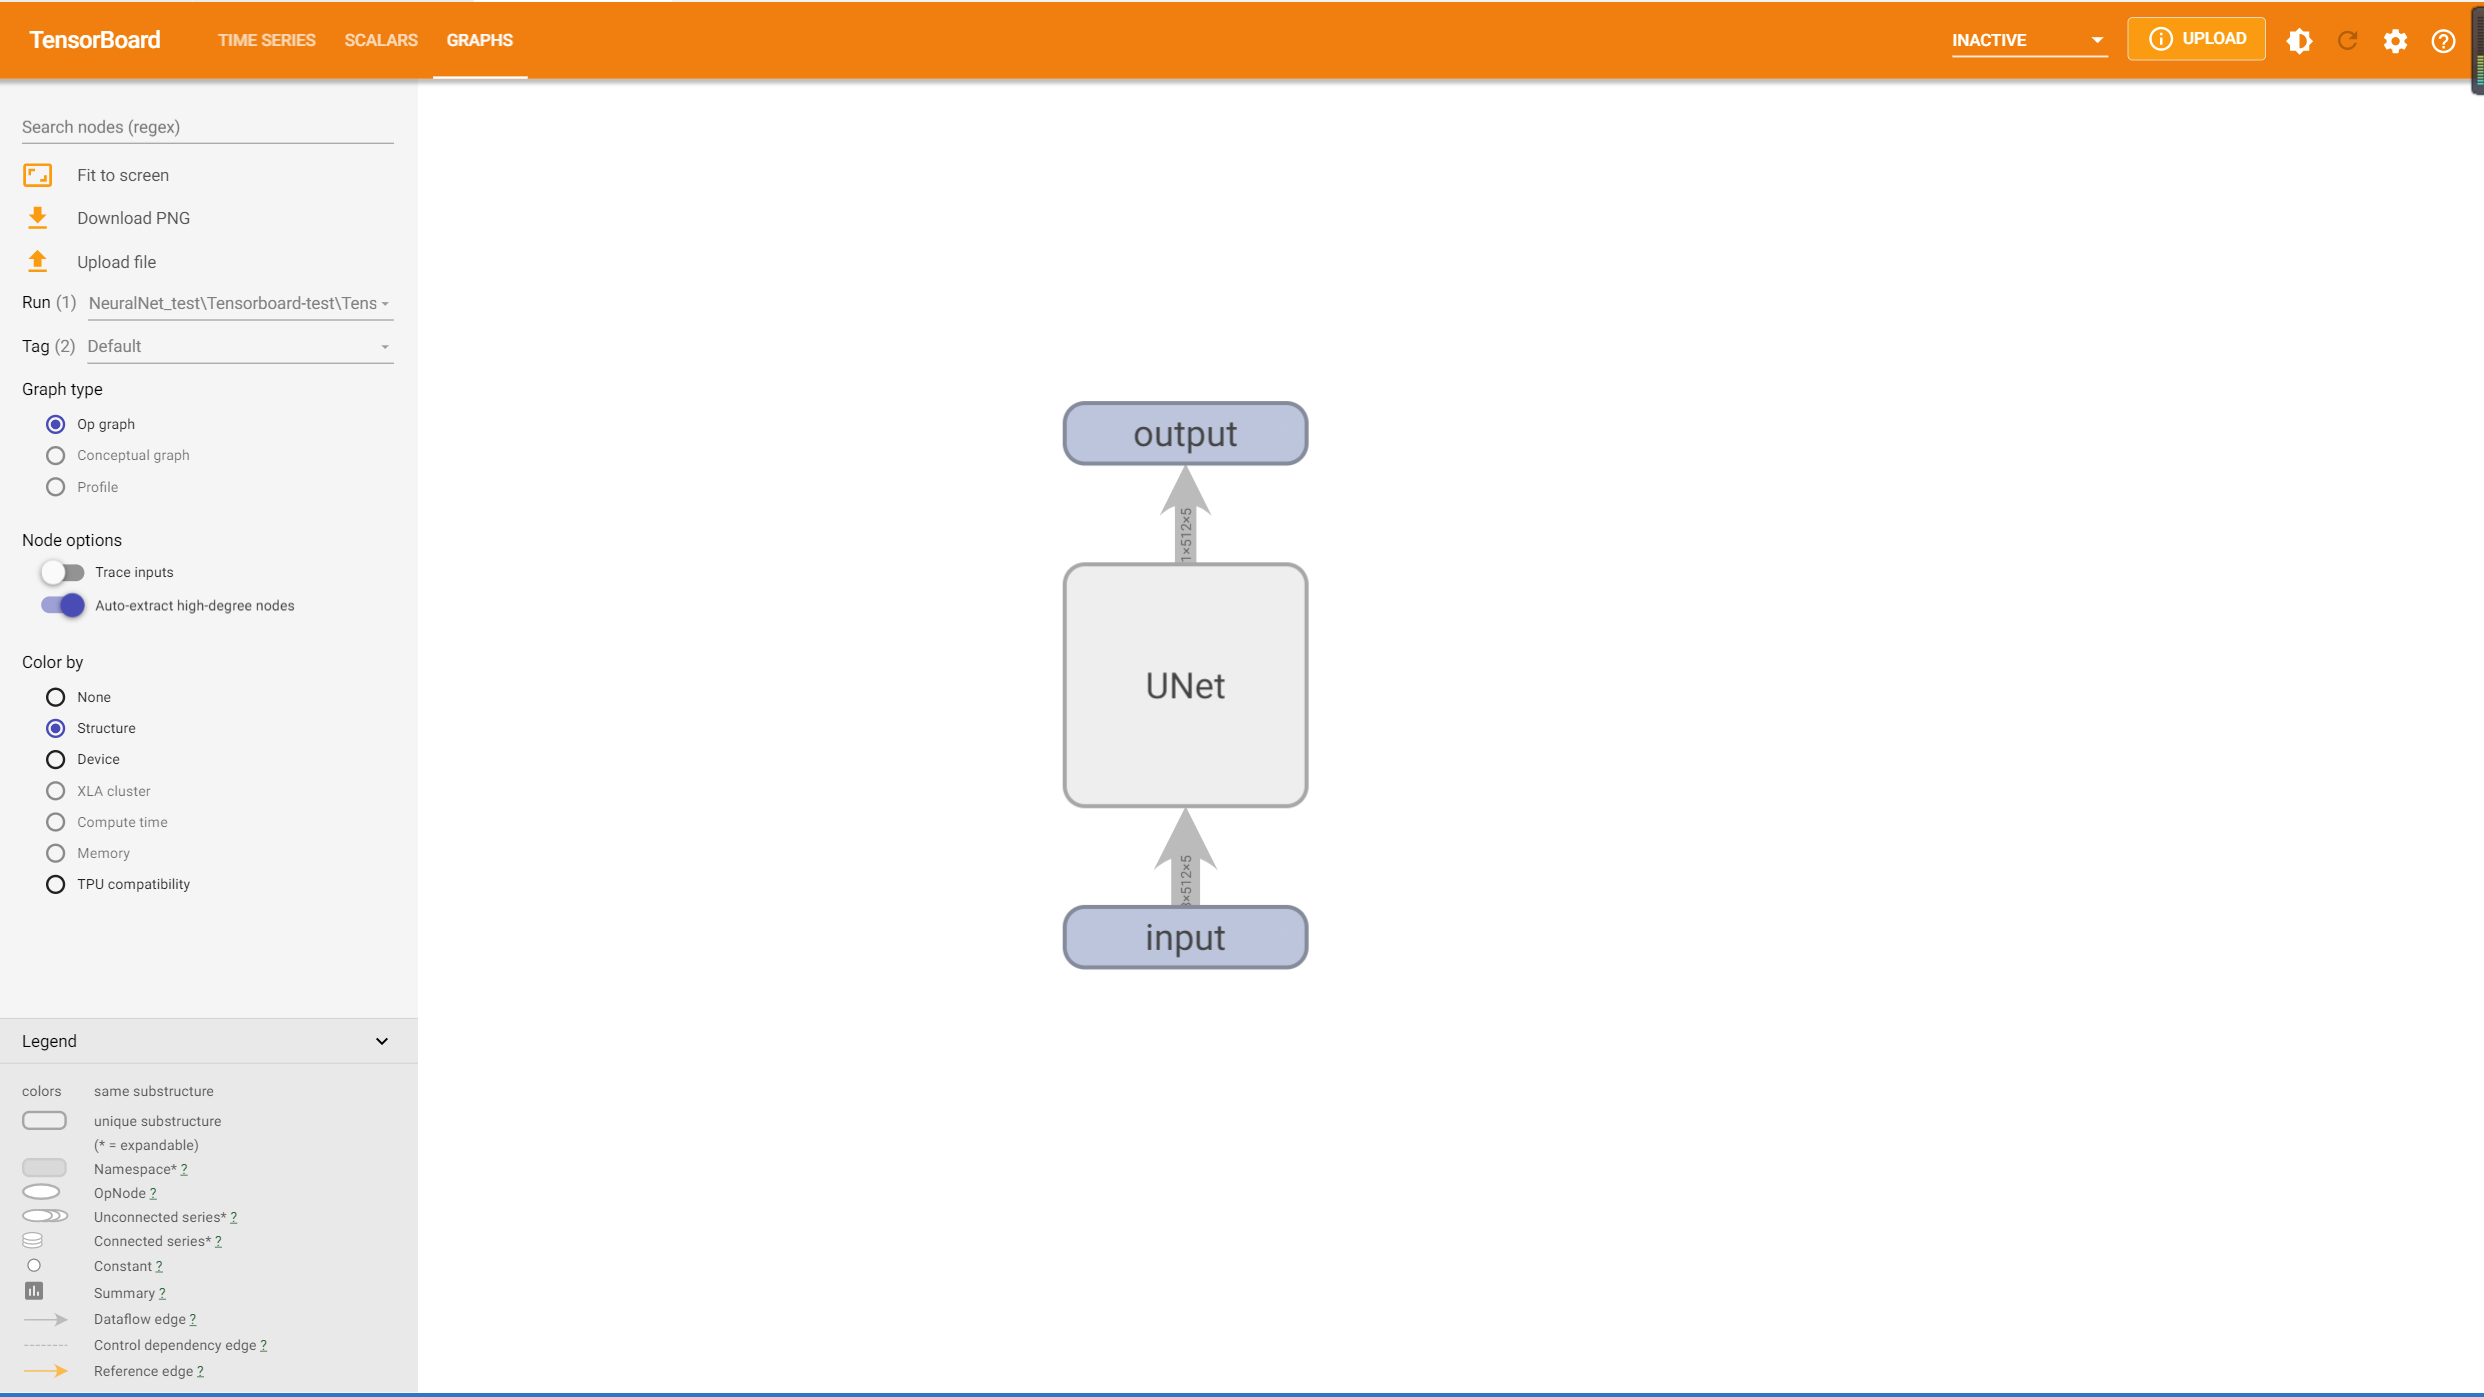 TensorBoard TIME SERIES SCALARS GRAPHS INACTIVE UPLOAD
Search nodes (regex)
Fit to screen
Download PNG
Upload file
Run (1) NeuralNet_test\Tensorboard-test\Tens
Tag (2) Default
Graph type
Op graph
Conceptual graph
Profile
Node options
Trace inputs
Auto-extract high-degree nodes
Color by
None
Structure
Device
XLA cluster
Compute time
Memory
TPU compatibility
Legend
colors same substructure
unique substructure
(* = expandable)
Namespace* ?
OpNode ?
Unconnected series* ?
Connected series* ?
Constant ?
Summary ?
Dataflow edge ?
Control dependency edge ?
Reference edge ?
output
1×512×5
UNet
3×512×5
input